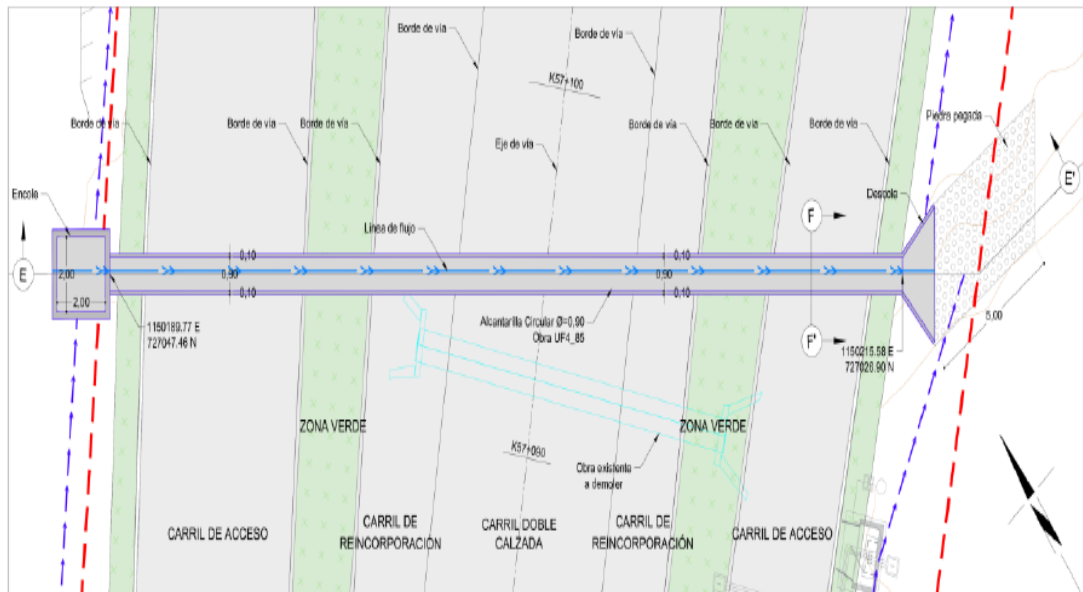 Borde de vía
Borde de vía
K57+100
Borde de vía
Borde de vía
Borde de vía
Borde de vía
Borde de vía
Borde de vía
Piedra pegada
Eje de vía
E'
Encole
Descole
F
Línea de flujo
E
2,00
0,10
0,90
0,10
0,10
0,90
0,10
2,00
5,00
1150189.77 E
727047.46 N
Alcantarilla Circular Ø=0,90
Obra UF4_85
F'
1150215.58 E
727026.90 N
ZONA VERDE
ZONA VERDE
K57+090
Obra existente
a demoler
CARRIL DE ACCESO
CARRIL DE
REINCORPORACIÓN
CARRIL DOBLE
CALZADA
CARRIL DE
REINCORPORACIÓN
CARRIL DE ACCESO